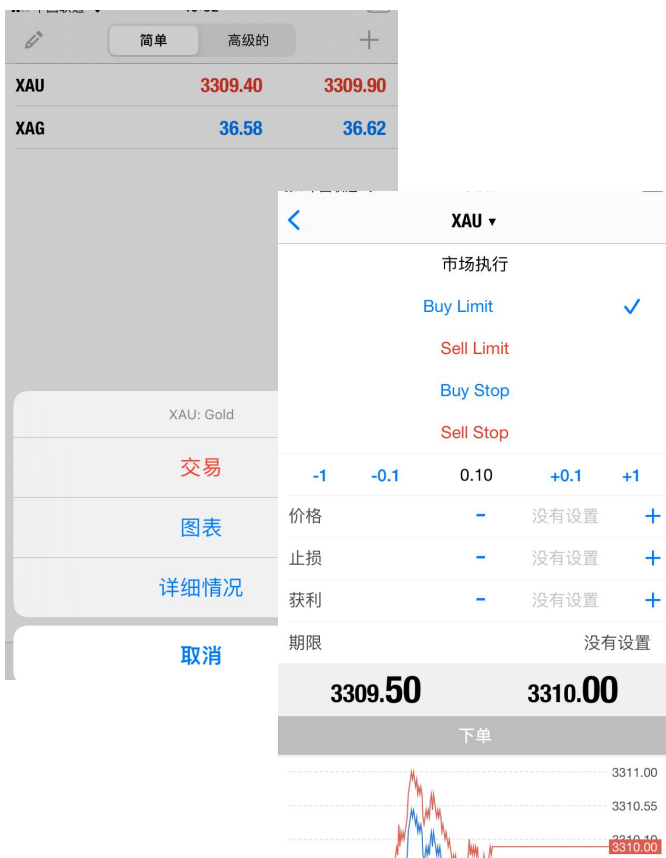 简单 高级的
XAU 3309.40 3309.90
XAG 36.58 36.62
XAU: Gold
交易
图表
详细情况
取消
XAU ▾
市场执行
Buy Limit
Sell Limit
Buy Stop
Sell Stop
-1 -0.1 0.10 +0.1 +1
价格 - 没有设置 +
止损 - 没有设置 +
获利 - 没有设置 +
期限 没有设置
3309.50 3310.00
下单
3311.00
3310.55
3310.10
3310.00